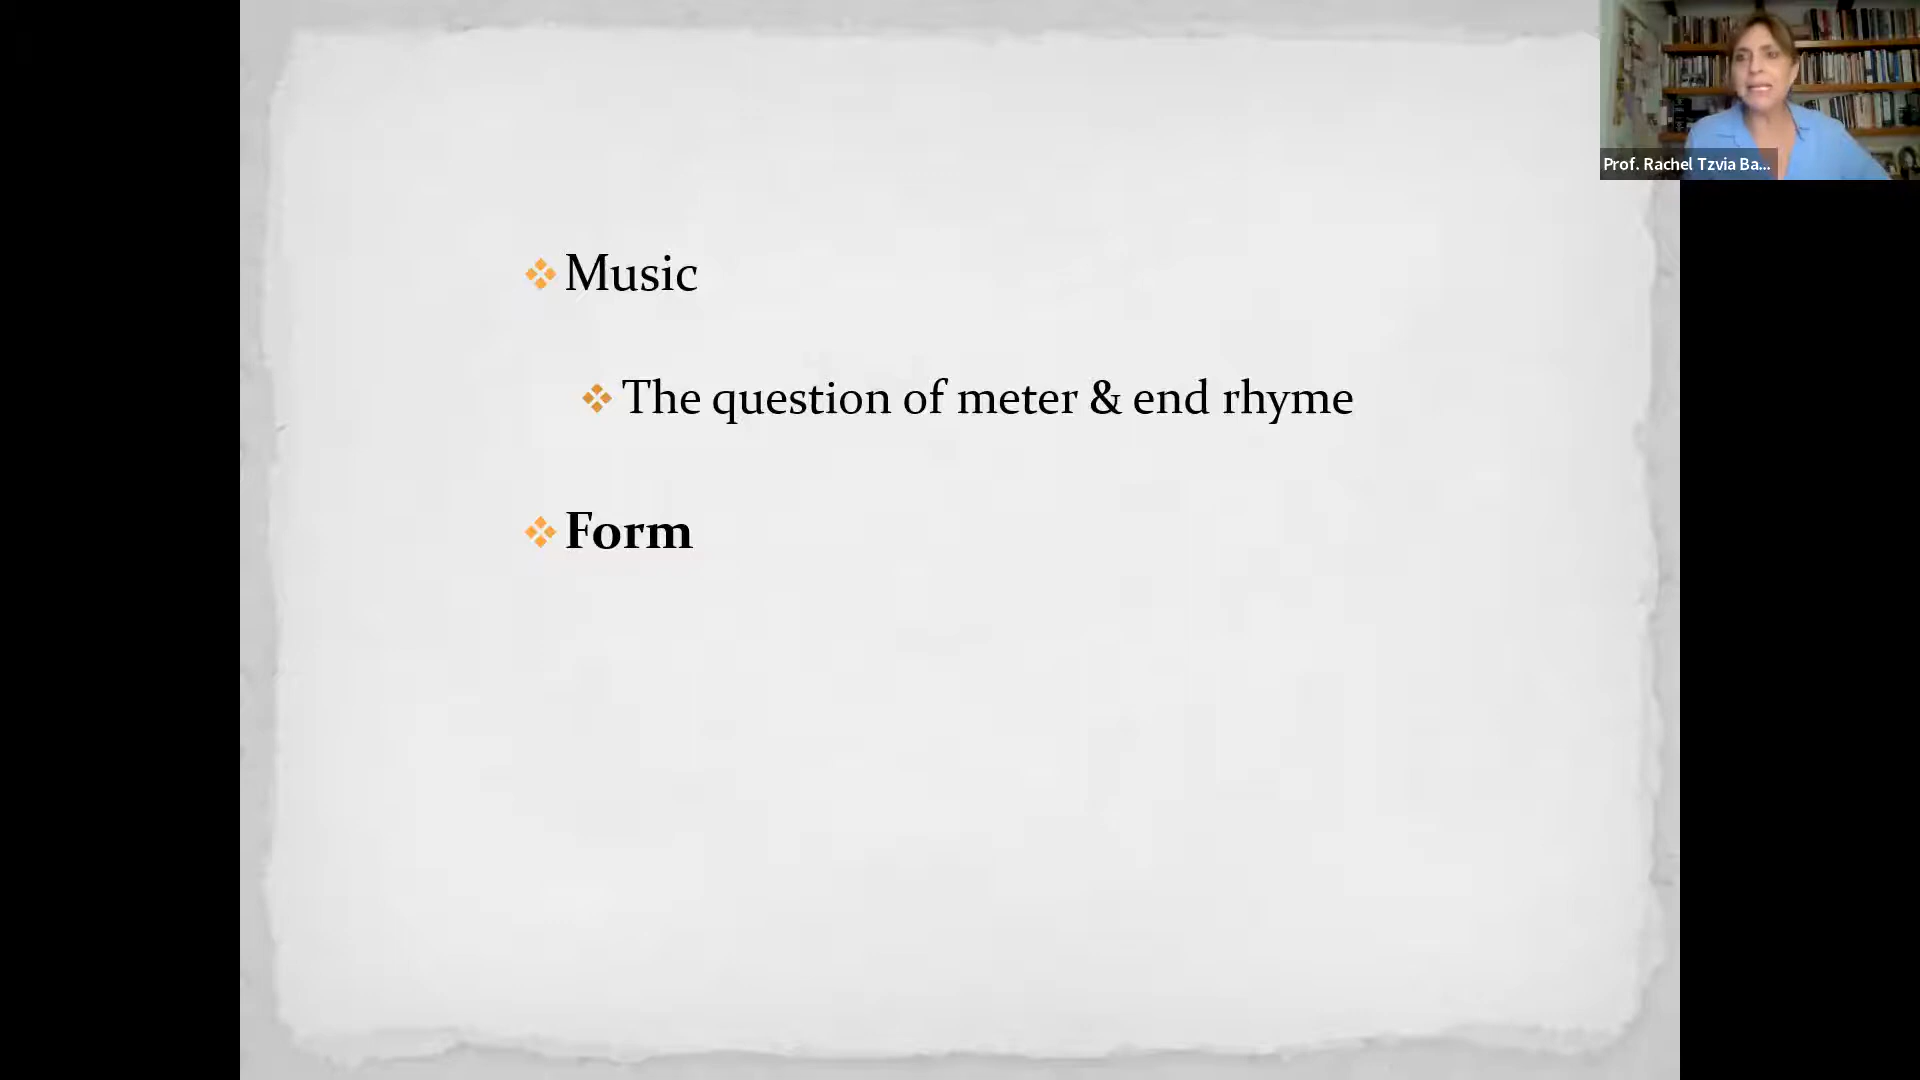 Music
The question of meter & end rhyme
Form
Prof. Rachel Tzvia Ba...